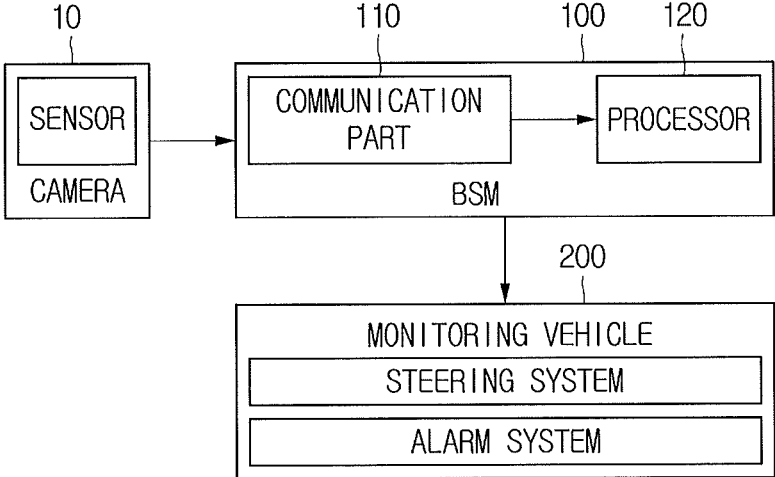 10
110
100
120
SENSOR
CAMERA
COMMUNICATION
PART
PROCESSOR
BSM
200
MONITORING VEHICLE
STEERING SYSTEM
ALARM SYSTEM